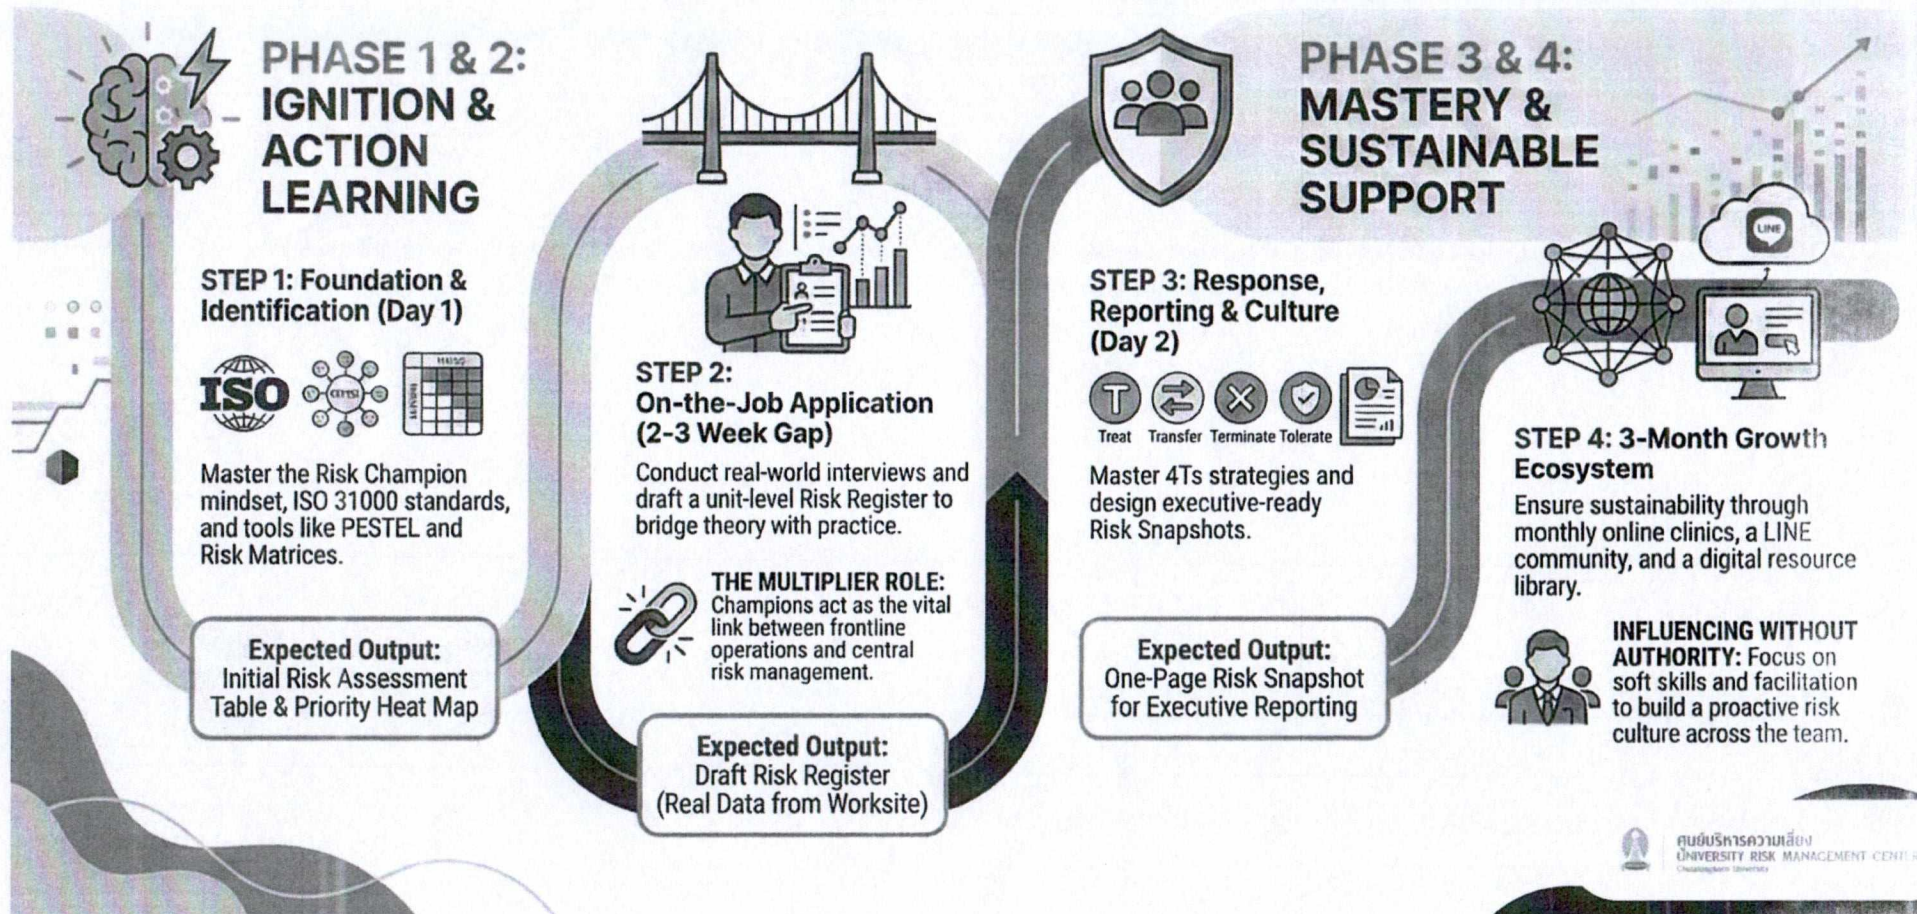 PHASE 1 & 2:
IGNITION &
ACTION
LEARNING
STEP 1: Foundation &
Identification (Day 1)
ISO
Master the Risk Champion
mindset, ISO 31000 standards,
and tools like PESTEL and
Risk Matrices.
Expected Output:
Initial Risk Assessment
Table & Priority Heat Map
STEP 2:
On-the-Job Application
(2-3 Week Gap)
Conduct real-world interviews and
draft a unit-level Risk Register to
bridge theory with practice.
THE MULTIPLIER ROLE:
Champions act as the vital
link between frontline
operations and central
risk management.
Expected Output:
Draft Risk Register
(Real Data from Worksite)
PHASE 3 & 4:
MASTERY &
SUSTAINABLE
SUPPORT
STEP 3: Response,
Reporting & Culture
(Day 2)
T
Treat Transfer Terminate Tolerate
Master 4Ts strategies and
design executive-ready
Risk Snapshots.
Expected Output:
One-Page Risk Snapshot
for Executive Reporting
LINE
STEP 4: 3-Month Growth
Ecosystem
Ensure sustainability through
monthly online clinics, a LINE
community, and a digital resource
library.
INFLUENCING WITHOUT
AUTHORITY: Focus on
soft skills and facilitation
to build a proactive risk
culture across the team.
ศูนย์บริหารความเสี่ยง
UNIVERSITY RISK MANAGEMENT CENTER
Chulalongkorn University